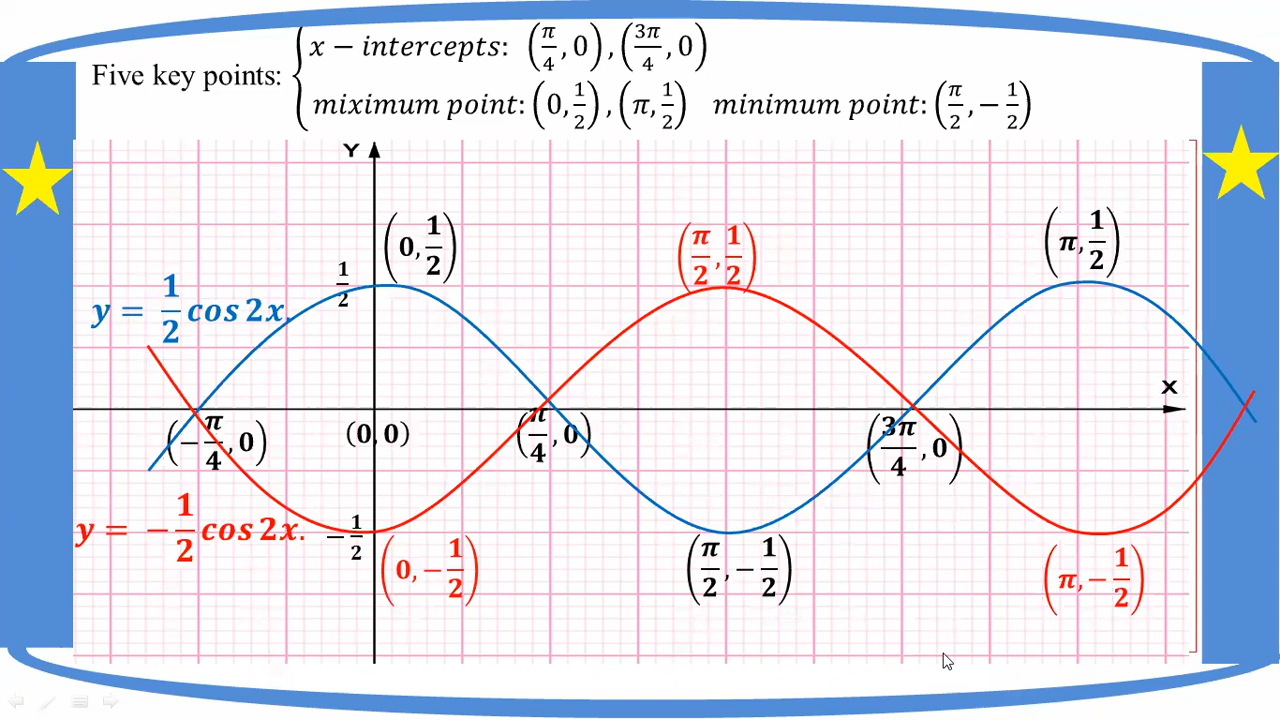 Five key points:
x − intercepts: (π/4, 0), (3π/4, 0)
miximum point: (0, 1/2), (π, 1/2) minimum point: (π/2, −1/2)
Y
(0, 1/2)
(π/2, 1/2)
(π, 1/2)
1/2
y = 1/2 cos 2x.
X
(−π/4, 0)
(0, 0)
(π/4, 0)
(3π/4, 0)
y = −1/2 cos 2x.
−1/2
(0, −1/2)
(π/2, −1/2)
(π, −1/2)